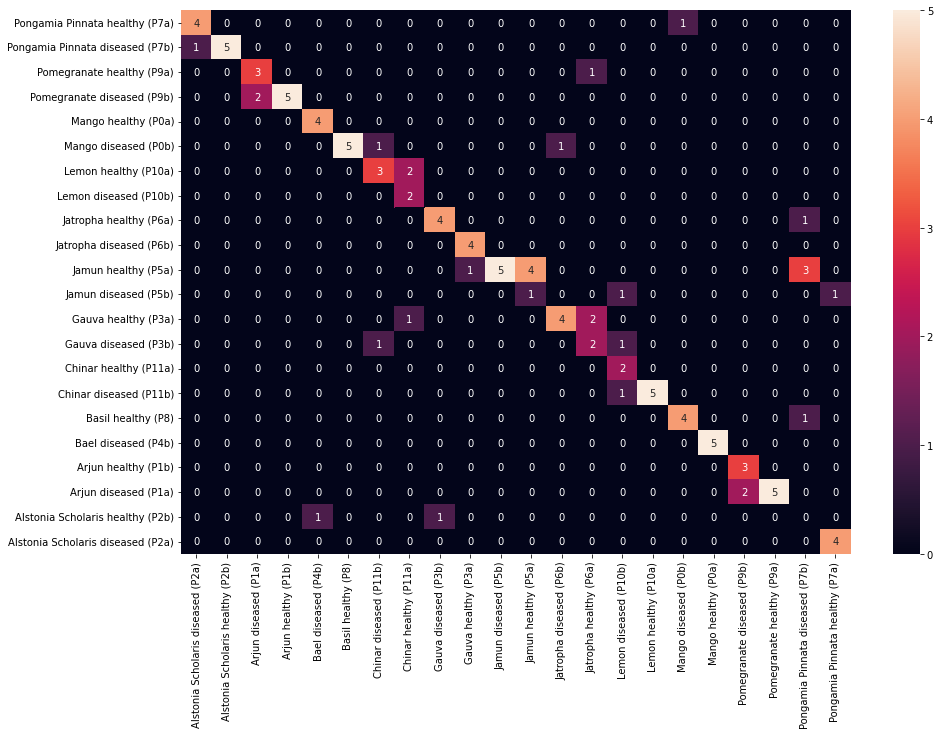 Pongamia Pinnata healthy (P7a) 4 0 0 0 0 0 0 0 0 0 0 0 0 0 0 0 1 0 0 0 0 0
Pongamia Pinnata diseased (P7b) 1 5 0 0 0 0 0 0 0 0 0 0 0 0 0 0 0 0 0 0 0 0
Pomegranate healthy (P9a) 0 0 3 0 0 0 0 0 0 0 0 0 0 1 0 0 0 0 0 0 0 0
Pomegranate diseased (P9b) 0 0 2 5 0 0 0 0 0 0 0 0 0 0 0 0 0 0 0 0 0 0
Mango healthy (P0a) 0 0 0 0 4 0 0 0 0 0 0 0 0 0 0 0 0 0 0 0 0 0
Mango diseased (P0b) 0 0 0 0 0 5 1 0 0 0 0 0 1 0 0 0 0 0 0 0 0 0
Lemon healthy (P10a) 0 0 0 0 0 0 3 2 0 0 0 0 0 0 0 0 0 0 0 0 0 0
Lemon diseased (P10b) 0 0 0 0 0 0 0 2 0 0 0 0 0 0 0 0 0 0 0 0 0 0
Jatropha healthy (P6a) 0 0 0 0 0 0 0 0 4 0 0 0 0 0 0 0 0 0 0 0 1 0
Jatropha diseased (P6b) 0 0 0 0 0 0 0 0 0 4 0 0 0 0 0 0 0 0 0 0 0 0
Jamun healthy (P5a) 0 0 0 0 0 0 0 0 0 1 5 4 0 0 0 0 0 0 0 0 3 0
Jamun diseased (P5b) 0 0 0 0 0 0 0 0 0 0 0 1 0 0 1 0 0 0 0 0 0 1
Gauva healthy (P3a) 0 0 0 0 0 0 0 1 0 0 0 0 4 2 0 0 0 0 0 0 0 0
Gauva diseased (P3b) 0 0 0 0 0 0 1 0 0 0 0 0 0 2 1 0 0 0 0 0 0 0
Chinar healthy (P11a) 0 0 0 0 0 0 0 0 0 0 0 0 0 0 2 0 0 0 0 0 0 0
Chinar diseased (P11b) 0 0 0 0 0 0 0 0 0 0 0 0 0 0 1 5 0 0 0 0 0 0
Basil healthy (P8) 0 0 0 0 0 0 0 0 0 0 0 0 0 0 0 0 4 0 0 0 1 0
Bael diseased (P4b) 0 0 0 0 0 0 0 0 0 0 0 0 0 0 0 0 0 5 0 0 0 0
Arjun healthy (P1b) 0 0 0 0 0 0 0 0 0 0 0 0 0 0 0 0 0 0 3 0 0 0
Arjun diseased (P1a) 0 0 0 0 0 0 0 0 0 0 0 0 0 0 0 0 0 0 2 5 0 0
Alstonia Scholaris healthy (P2b) 0 0 0 0 1 0 0 0 1 0 0 0 0 0 0 0 0 0 0 0 0 0
Alstonia Scholaris diseased (P2a) 0 0 0 0 0 0 0 0 0 0 0 0 0 0 0 0 0 0 0 0 0 4
Alstonia Scholaris diseased (P2a)
Alstonia Scholaris healthy (P2b)
Arjun diseased (P1a)
Arjun healthy (P1b)
Bael diseased (P4b)
Basil healthy (P8)
Chinar diseased (P11b)
Chinar healthy (P11a)
Gauva diseased (P3b)
Gauva healthy (P3a)
Jamun diseased (P5b)
Jamun healthy (P5a)
Jatropha diseased (P6b)
Jatropha healthy (P6a)
Lemon diseased (P10b)
Lemon healthy (P10a)
Mango diseased (P0b)
Mango healthy (P0a)
Pomegranate diseased (P9b)
Pomegranate healthy (P9a)
Pongamia Pinnata diseased (P7b)
Pongamia Pinnata healthy (P7a)
5
4
3
2
1
0